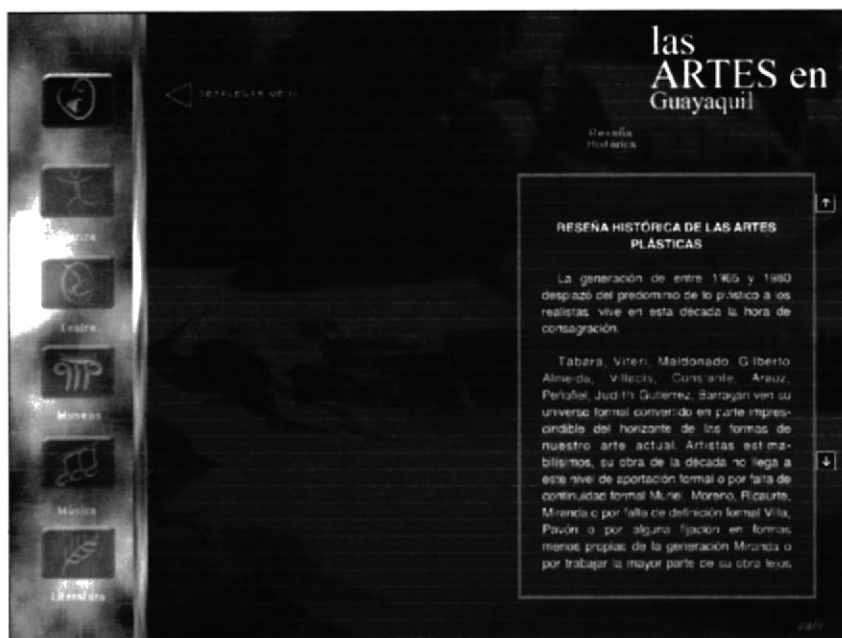 las
ARTES en
Guayaquil
DESPLEGAR MENU
Reseña
Histórica
RESEÑA HISTÓRICA DE LAS ARTES
PLÁSTICAS
La generación de entre 1965 y 1980
desplazó del predominio de lo plástico a los
realistas, vive en esta década la hora de
consagración.
Tábara, Viteri, Maldonado, Gilberto
Almeida, Villacís, Constante, Arauz,
Peñafiel, Judith Gutiérrez, Barragán ven su
universo formal convertido en parte impres-
cindible del horizonte de las formas de
nuestro arte actual. Artistas estima-
bilísimos, su obra de la década no llega a
este nivel de aportación formal o por falta de
continuidad formal Muriel, Moreno, Ricaurte,
Miranda o por falta de definición formal Villa,
Pavón o por alguna fijación en formas
menos propias de la generación Miranda o
por trabajar la mayor parte de su obra lejos
Danza
Teatro
Museos
Música
Literatura
salir